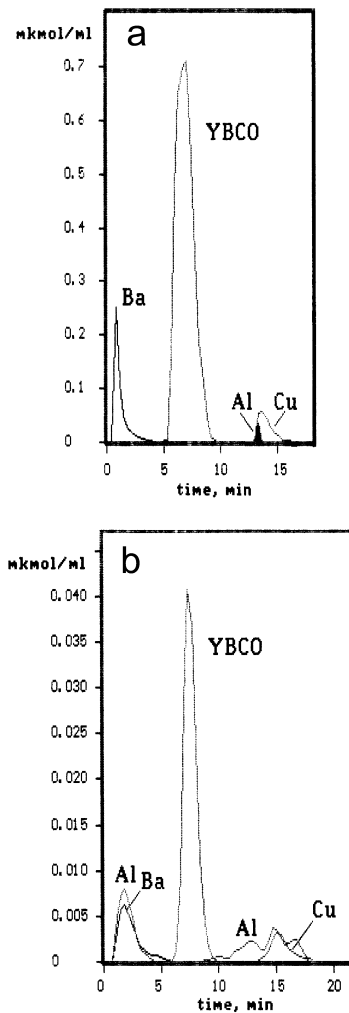 a
mkmol/ml
0.7
0.6
0.5
0.4
0.3
0.2
0.1
0
YBCO
Ba
Al Cu
0 5 10 15
time, min
b
mkmol/ml
0.040
0.035
0.030
0.025
0.020
0.015
0.010
0.005
0
YBCO
Al Ba
Al
Cu
0 5 10 15 20
time, min